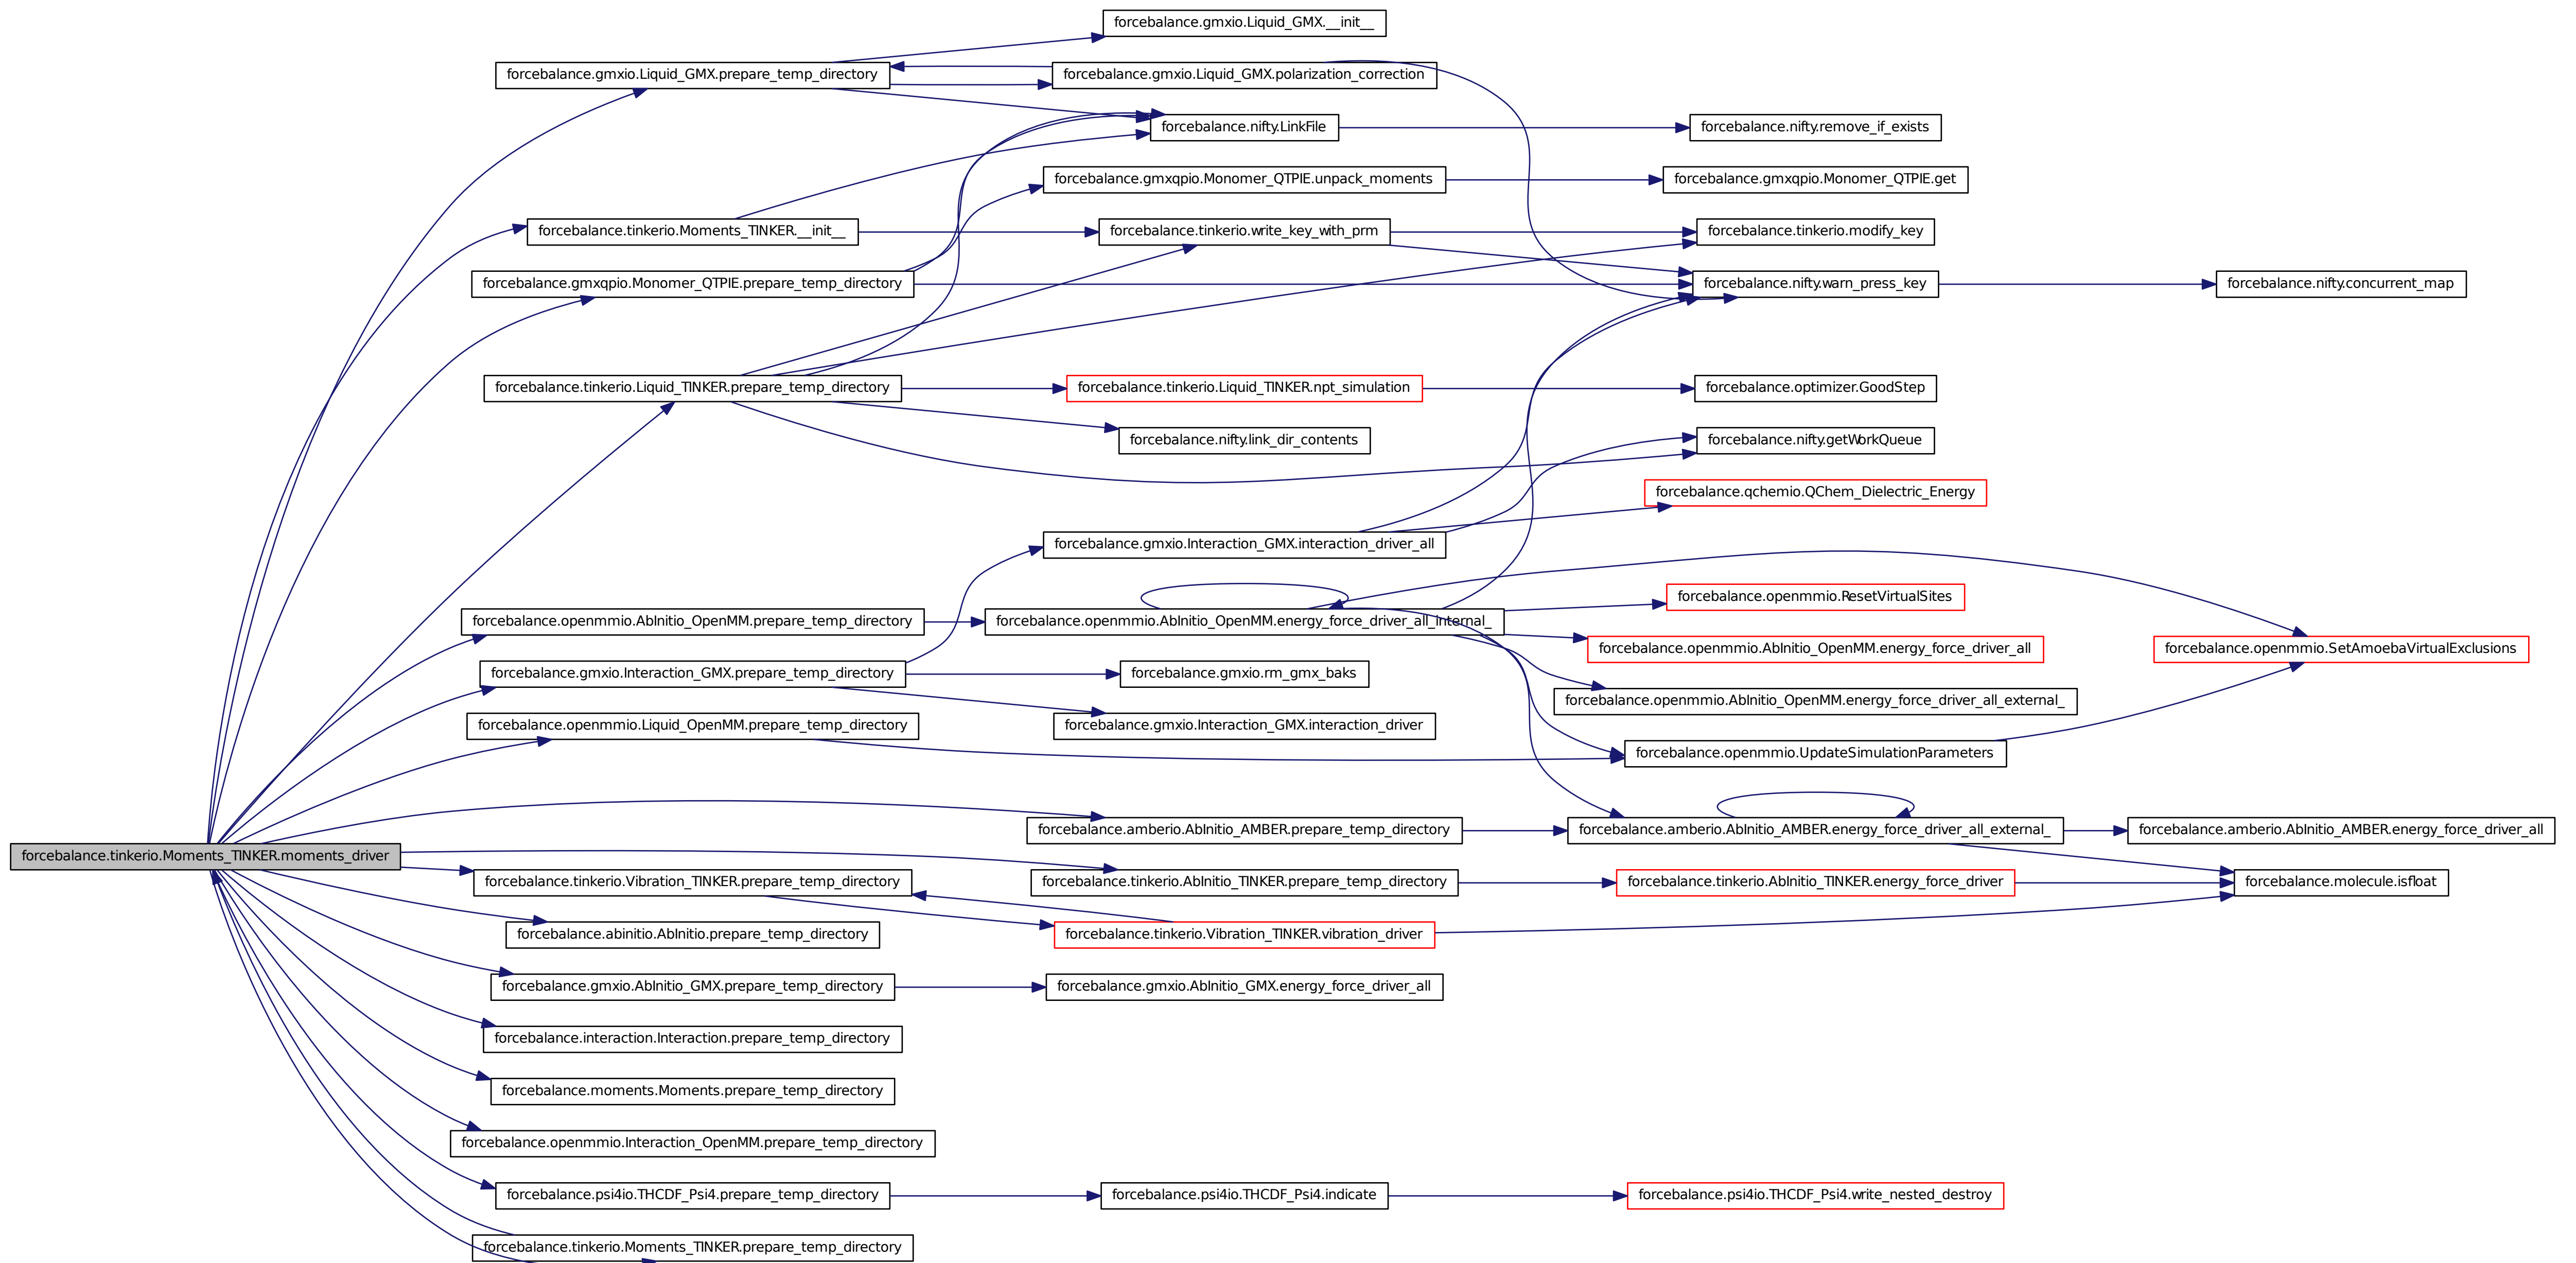 forcebalance.gmxio.Liquid_GMX.__init__
forcebalance.gmxio.Liquid_GMX.prepare_temp_directory
forcebalance.gmxio.Liquid_GMX.polarization_correction
forcebalance.nifty.LinkFile
forcebalance.nifty.remove_if_exists
forcebalance.gmxqpio.Monomer_QTPIE.unpack_moments
forcebalance.gmxqpio.Monomer_QTPIE.get
forcebalance.tinkerio.Moments_TINKER.__init__
forcebalance.tinkerio.write_key_with_prm
forcebalance.tinkerio.modify_key
forcebalance.gmxqpio.Monomer_QTPIE.prepare_temp_directory
forcebalance.nifty.warn_press_key
forcebalance.nifty.concurrent_map
forcebalance.tinkerio.Liquid_TINKER.prepare_temp_directory
forcebalance.tinkerio.Liquid_TINKER.npt_simulation
forcebalance.optimizer.GoodStep
forcebalance.nifty.link_dir_contents
forcebalance.nifty.getWorkQueue
forcebalance.qchemio.QChem_Dielectric_Energy
forcebalance.gmxio.Interaction_GMX.interaction_driver_all
forcebalance.openmmio.ResetVirtualSites
forcebalance.openmmio.AbInitio_OpenMM.prepare_temp_directory
forcebalance.openmmio.AbInitio_OpenMM.energy_force_driver_all_internal_
forcebalance.openmmio.AbInitio_OpenMM.energy_force_driver_all
forcebalance.openmmio.SetAmoebaVirtualExclusions
forcebalance.gmxio.Interaction_GMX.prepare_temp_directory
forcebalance.gmxio.rm_gmx_baks
forcebalance.openmmio.AbInitio_OpenMM.energy_force_driver_all_external_
forcebalance.openmmio.Liquid_OpenMM.prepare_temp_directory
forcebalance.gmxio.Interaction_GMX.interaction_driver
forcebalance.openmmio.UpdateSimulationParameters
forcebalance.amberio.AbInitio_AMBER.prepare_temp_directory
forcebalance.amberio.AbInitio_AMBER.energy_force_driver_all_external_
forcebalance.amberio.AbInitio_AMBER.energy_force_driver_all
forcebalance.tinkerio.Moments_TINKER.moments_driver
forcebalance.tinkerio.Vibration_TINKER.prepare_temp_directory
forcebalance.tinkerio.AbInitio_TINKER.prepare_temp_directory
forcebalance.tinkerio.AbInitio_TINKER.energy_force_driver
forcebalance.molecule.isfloat
forcebalance.abinitio.AbInitio.prepare_temp_directory
forcebalance.tinkerio.Vibration_TINKER.vibration_driver
forcebalance.gmxio.AbInitio_GMX.prepare_temp_directory
forcebalance.gmxio.AbInitio_GMX.energy_force_driver_all
forcebalance.interaction.Interaction.prepare_temp_directory
forcebalance.moments.Moments.prepare_temp_directory
forcebalance.openmmio.Interaction_OpenMM.prepare_temp_directory
forcebalance.psi4io.THCDF_Psi4.prepare_temp_directory
forcebalance.psi4io.THCDF_Psi4.indicate
forcebalance.psi4io.THCDF_Psi4.write_nested_destroy
forcebalance.tinkerio.Moments_TINKER.prepare_temp_directory